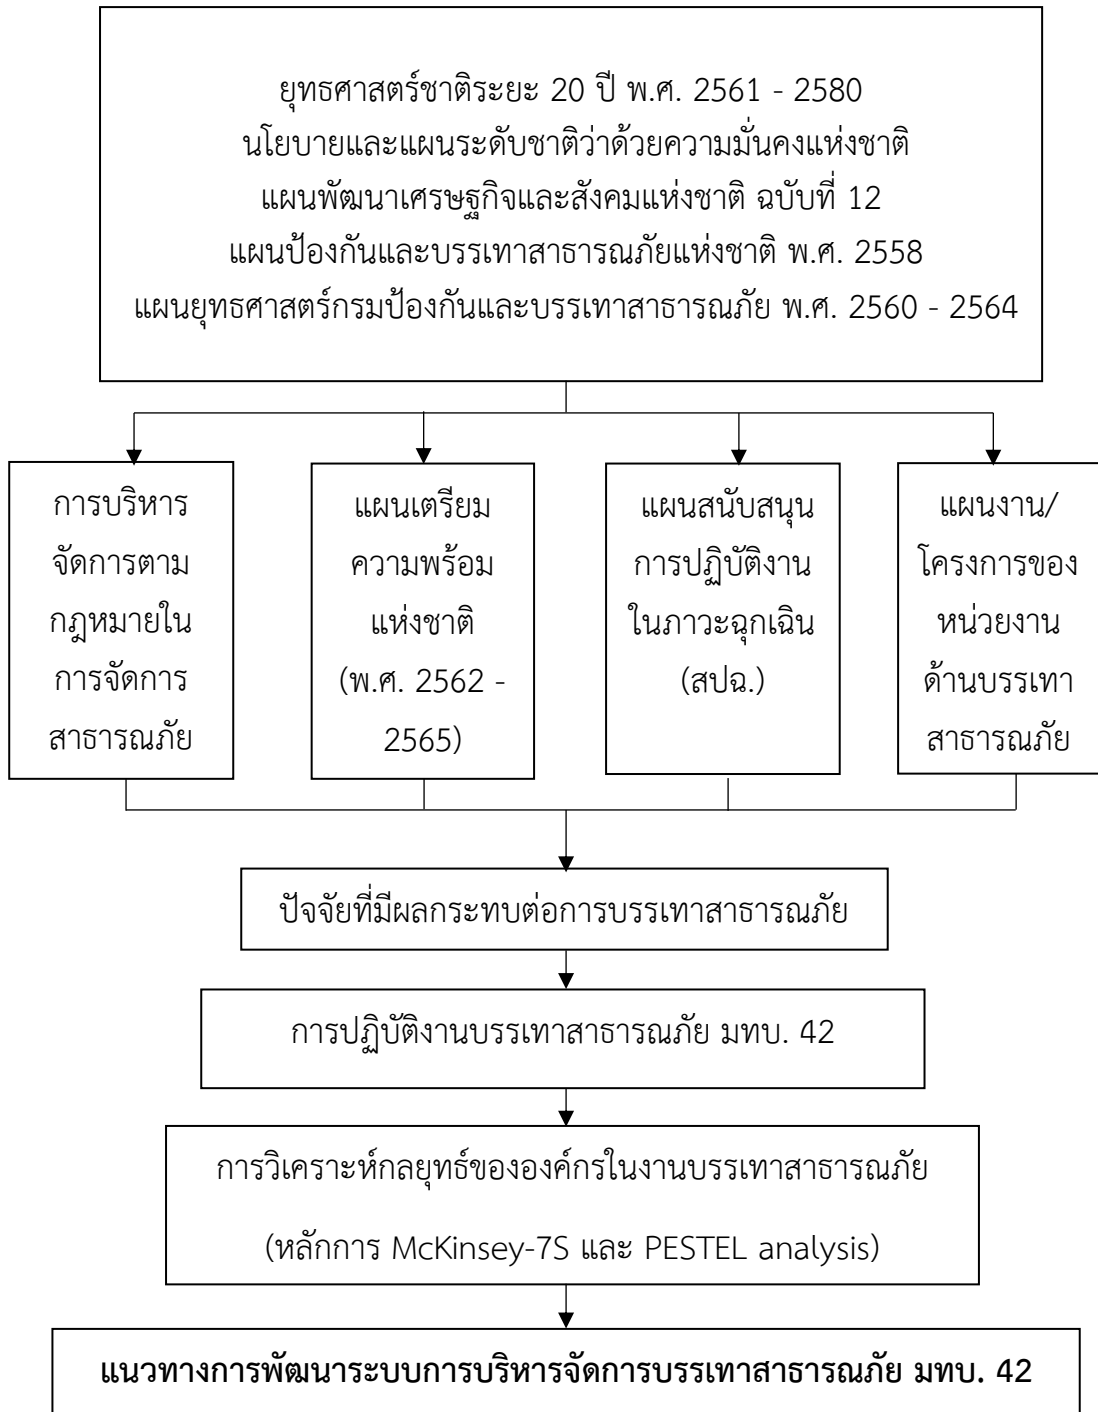 ยุทธศาสตร์ชาติระยะ 20 ปี พ.ศ. 2561 - 2580
นโยบายและแผนระดับชาติว่าด้วยความมั่นคงแห่งชาติ
แผนพัฒนาเศรษฐกิจและสังคมแห่งชาติ ฉบับที่ 12
แผนป้องกันและบรรเทาสาธารณภัยแห่งชาติ พ.ศ. 2558
แผนยุทธศาสตร์กรมป้องกันและบรรเทาสาธารณภัย พ.ศ. 2560 - 2564
การบริหาร
จัดการตาม
กฎหมายใน
การจัดการ
สาธารณภัย
แผนเตรียม
ความพร้อม
แห่งชาติ
(พ.ศ. 2562 -
2565)
แผนสนับสนุน
การปฏิบัติงาน
ในภาวะฉุกเฉิน
(สปฉ.)
แผนงาน/
โครงการของ
หน่วยงาน
ด้านบรรเทา
สาธารณภัย
ปัจจัยที่มีผลกระทบต่อการบรรเทาสาธารณภัย
การปฏิบัติงานบรรเทาสาธารณภัย มทบ. 42
การวิเคราะห์กลยุทธ์ขององค์กรในงานบรรเทาสาธารณภัย
(หลักการ McKinsey-7S และ PESTEL analysis)
แนวทางการพัฒนาระบบการบริหารจัดการบรรเทาสาธารณภัย มทบ. 42